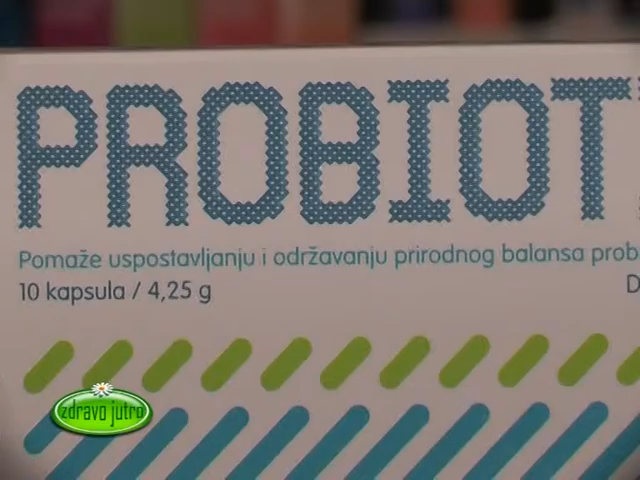 PROBIOT
Pomaže uspostavljanju i održavanju prirodnog balansa prob
10 kapsula / 4,25 g
D
zdravo jutro